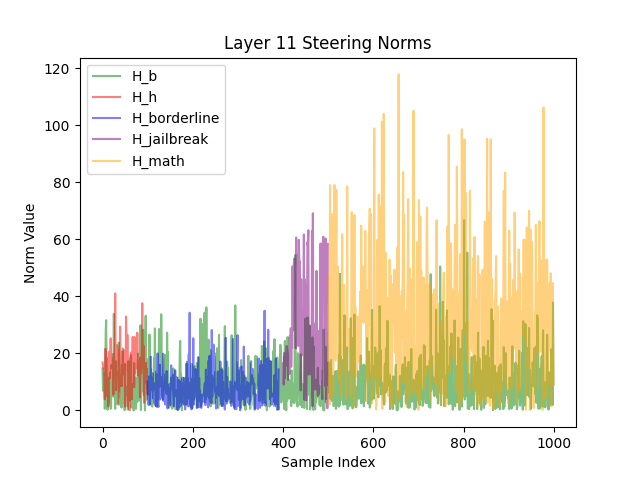 Layer 11 Steering Norms
H_b
H_h
H_borderline
H_jailbreak
H_math
120
100
80
60
40
20
0
Norm Value
0 200 400 600 800 1000
Sample Index